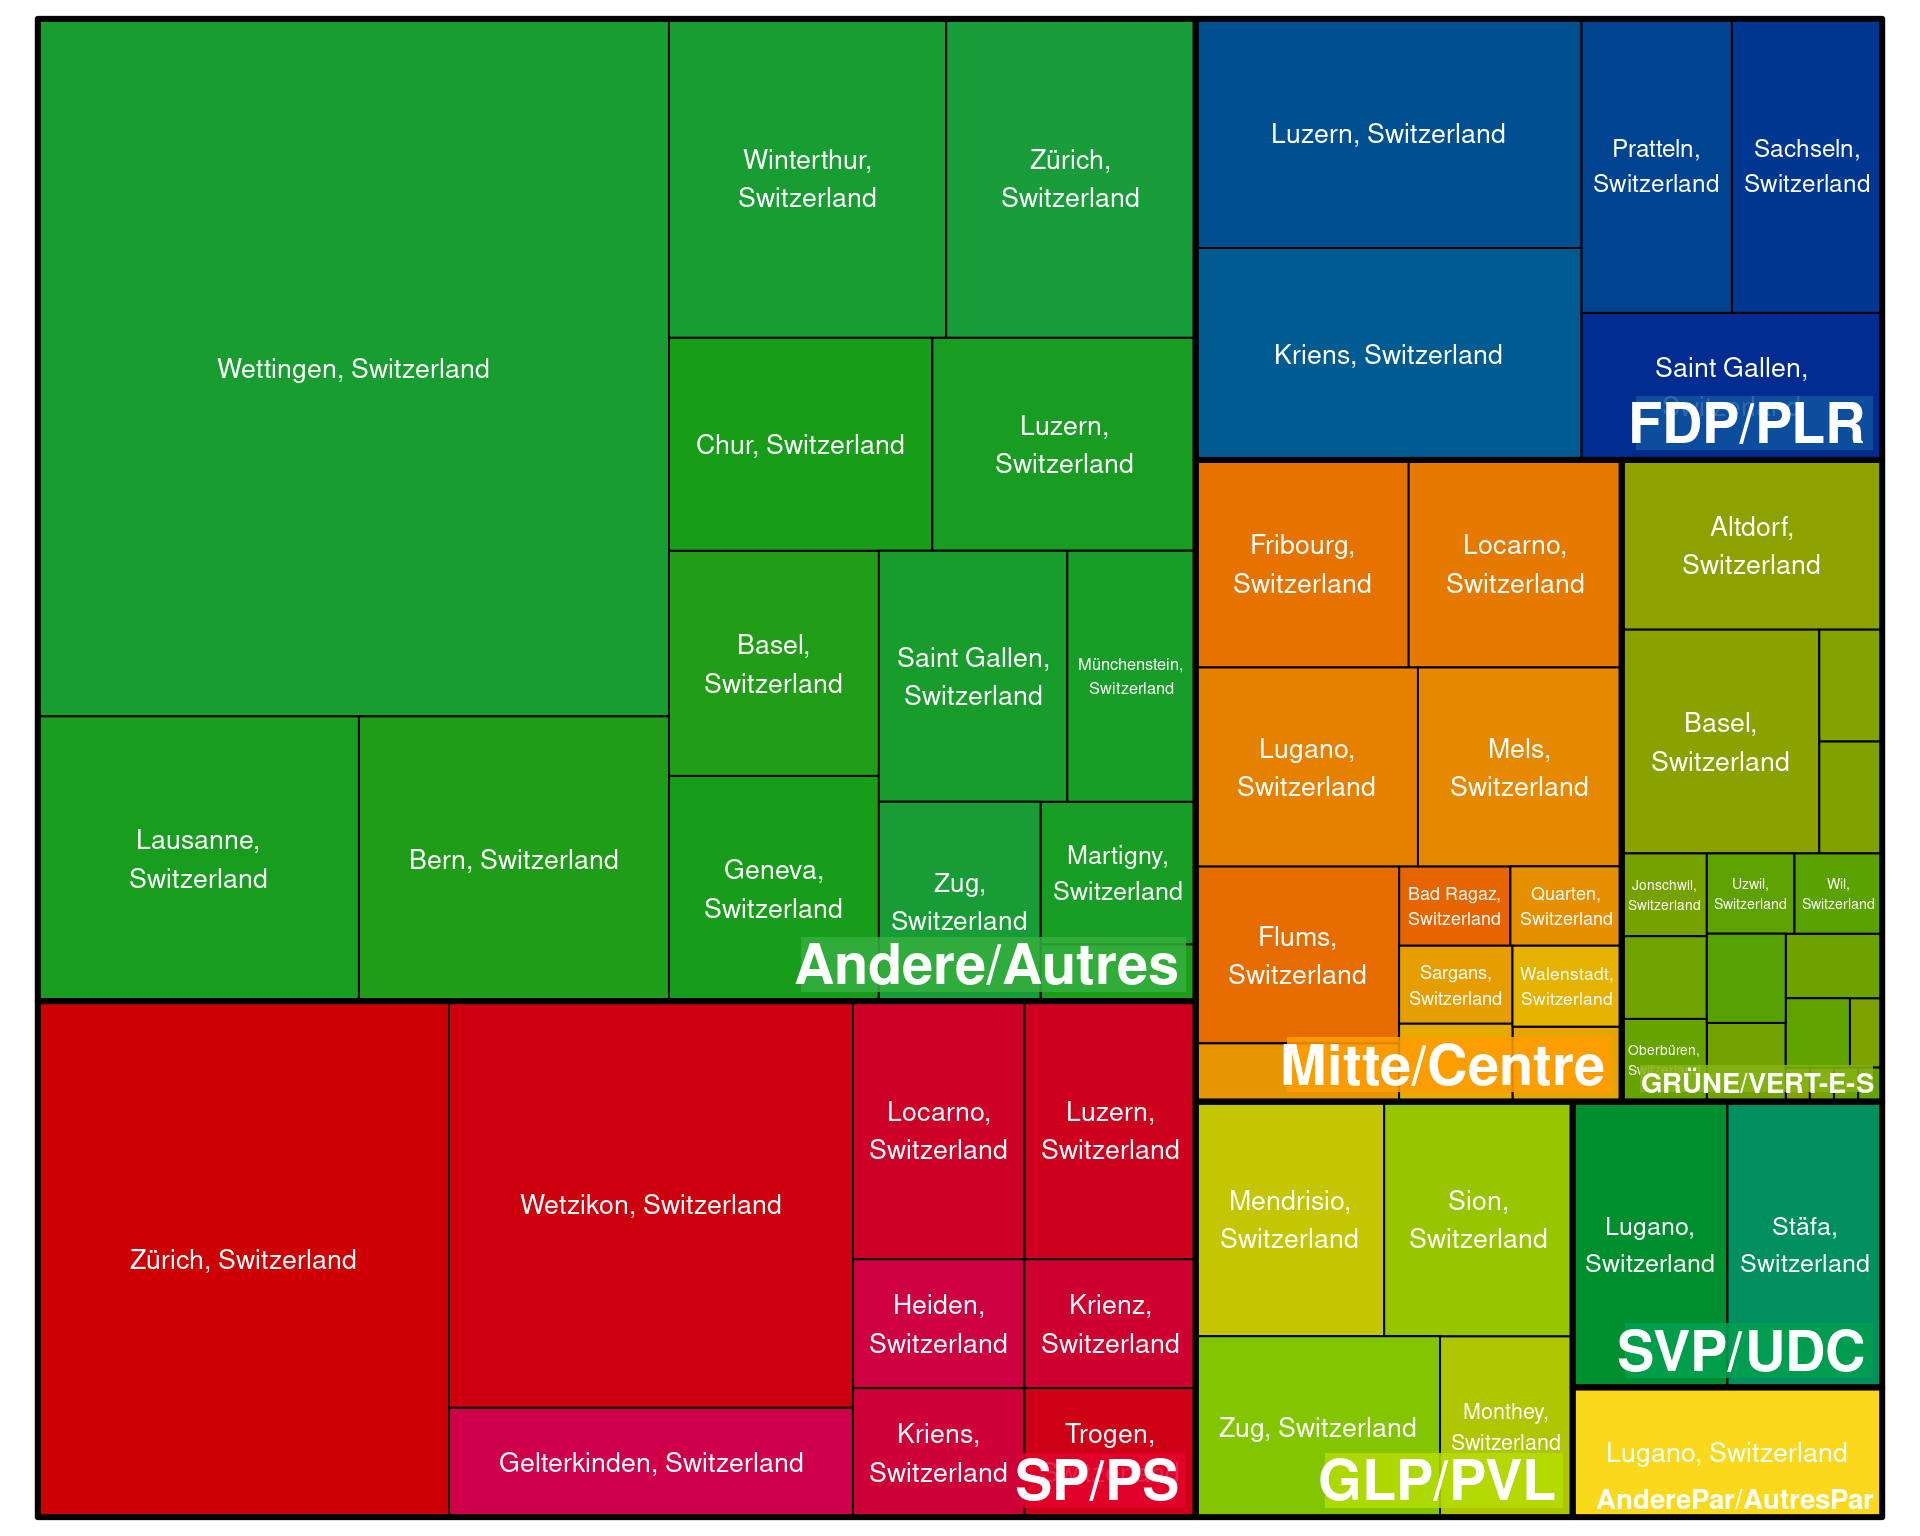 Wettingen, Switzerland
Winterthur,
Switzerland
Zürich,
Switzerland
Chur, Switzerland
Luzern,
Switzerland
Basel,
Switzerland
Saint Gallen,
Switzerland
Münchenstein,
Switzerland
Lausanne,
Switzerland
Bern, Switzerland
Geneva,
Switzerland
Zug,
Switzerland
Martigny,
Switzerland
Andere/Autres
Zürich, Switzerland
Wetzikon, Switzerland
Gelterkinden, Switzerland
Locarno,
Switzerland
Luzern,
Switzerland
Heiden,
Switzerland
Krienz,
Switzerland
Kriens,
Switzerland
Trogen,
Switzerland
SP/PS
Luzern, Switzerland
Kriens, Switzerland
Pratteln,
Switzerland
Sachseln,
Switzerland
Saint Gallen,
Switzerland
FDP/PLR
Fribourg,
Switzerland
Locarno,
Switzerland
Lugano,
Switzerland
Mels,
Switzerland
Flums,
Switzerland
Bad Ragaz,
Switzerland
Quarten,
Switzerland
Sargans,
Switzerland
Walenstadt,
Switzerland
Mitte/Centre
Altdorf,
Switzerland
Basel,
Switzerland
Jonschwil,
Switzerland
Uzwil,
Switzerland
Wil,
Switzerland
Oberbüren,
Switzerland
GRÜNE/VERT-E-S
Mendrisio,
Switzerland
Sion,
Switzerland
Zug, Switzerland
Monthey,
Switzerland
GLP/PVL
Lugano,
Switzerland
Stäfa,
Switzerland
SVP/UDC
Lugano, Switzerland
AnderePar/AutresPar